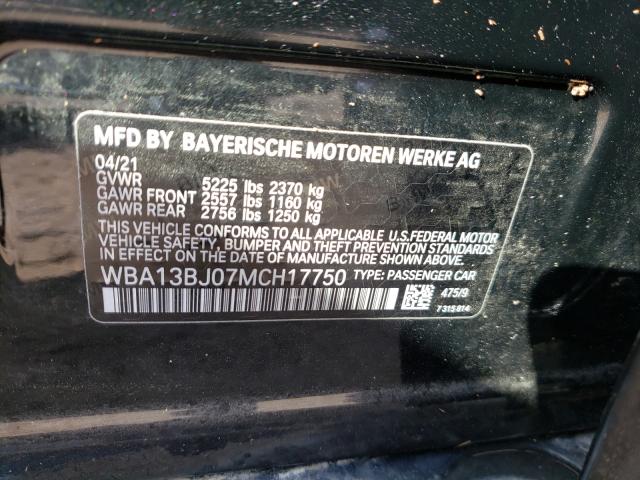 MFD BY BAYERISCHE MOTOREN WERKE AG
04/21
GVWR 5225 lbs 2370 kg
GAWR FRONT 2557 lbs 1160 kg
GAWR REAR 2756 lbs 1250 kg
THIS VEHICLE CONFORMS TO ALL APPLICABLE U.S.FEDERAL MOTOR
VEHICLE SAFETY, BUMPER AND THEFT PREVENTION STANDARDS
IN EFFECT ON THE DATE OF MANUFACTURE SHOWN ABOVE.
WBA13BJ07MCH17750 TYPE: PASSENGER CAR
475/9
7315814